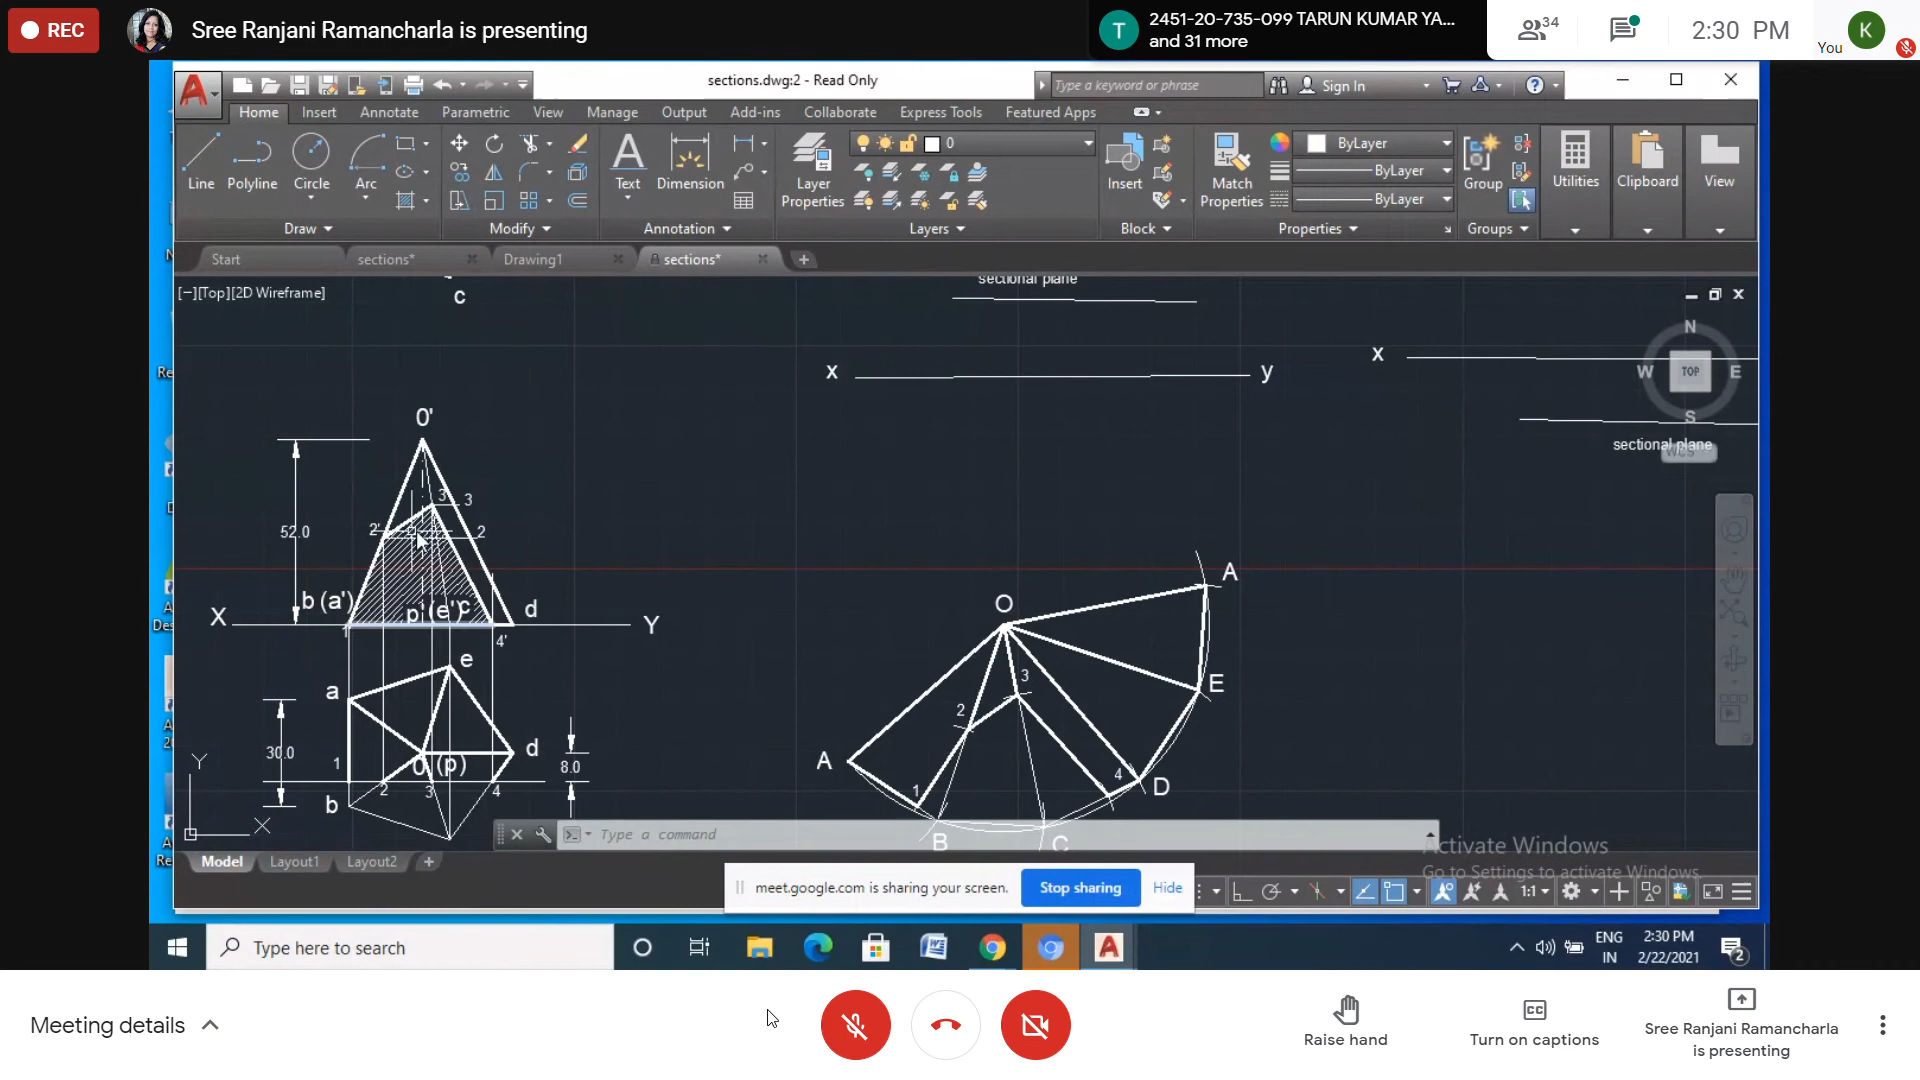 REC
Sree Ranjani Ramancharla is presenting
T
2451-20-735-099 TARUN KUMAR YA...
and 31 more
34
2:30 PM
You
K
sections.dwg:2 - Read Only
Type a keyword or phrase
Sign In
Home Insert Annotate Parametric View Manage Output Add-ins Collaborate Express Tools Featured Apps
Line Polyline Circle Arc
Text Dimension
Layer Properties
0
Insert
Match Properties
ByLayer
ByLayer
ByLayer
Group
Utilities
Clipboard
View
Draw Modify Annotation Layers Block Properties Groups
Start sections* Drawing1 sections*
[−][Top][2D Wireframe]
c
sectional plane
x
y
x
N
W TOP E
S
sectional plane
WCS
0'
3' 3
2' 2
52.0
b (a')
p' (e') c
d
X
Y
1'
4'
e
a
30.0
1
0 (p)
d
8.0
b
2 3 4
Y
X
O
A
E
3
2
A
1
4
D
B
C
Type a command
Model Layout1 Layout2
Activate Windows
Go to Settings to activate Windows.
meet.google.com is sharing your screen.
Stop sharing
Hide
1:1
Type here to search
ENG
IN
2:30 PM
2/22/2021
2
Meeting details
Raise hand
Turn on captions
Sree Ranjani Ramancharla
is presenting